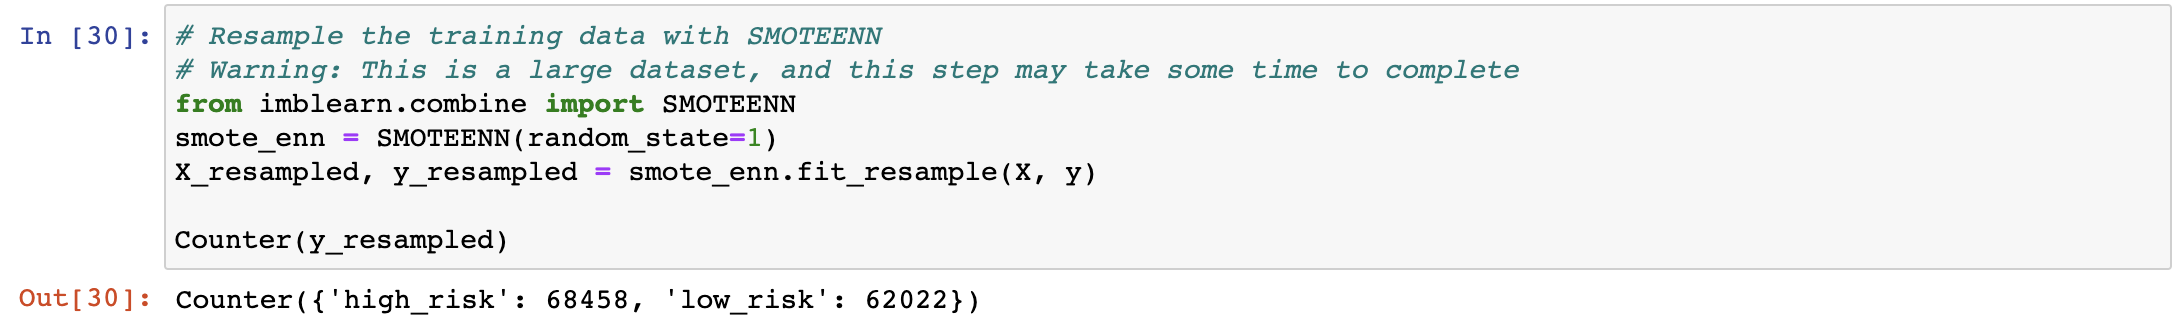 In [30]: # Resample the training data with SMOTEENN
# Warning: This is a large dataset, and this step may take some time to complete
from imblearn.combine import SMOTEENN
smote_enn = SMOTEENN(random_state=1)
X_resampled, y_resampled = smote_enn.fit_resample(X, y)
Counter(y_resampled)
Out[30]: Counter({'high_risk': 68458, 'low_risk': 62022})